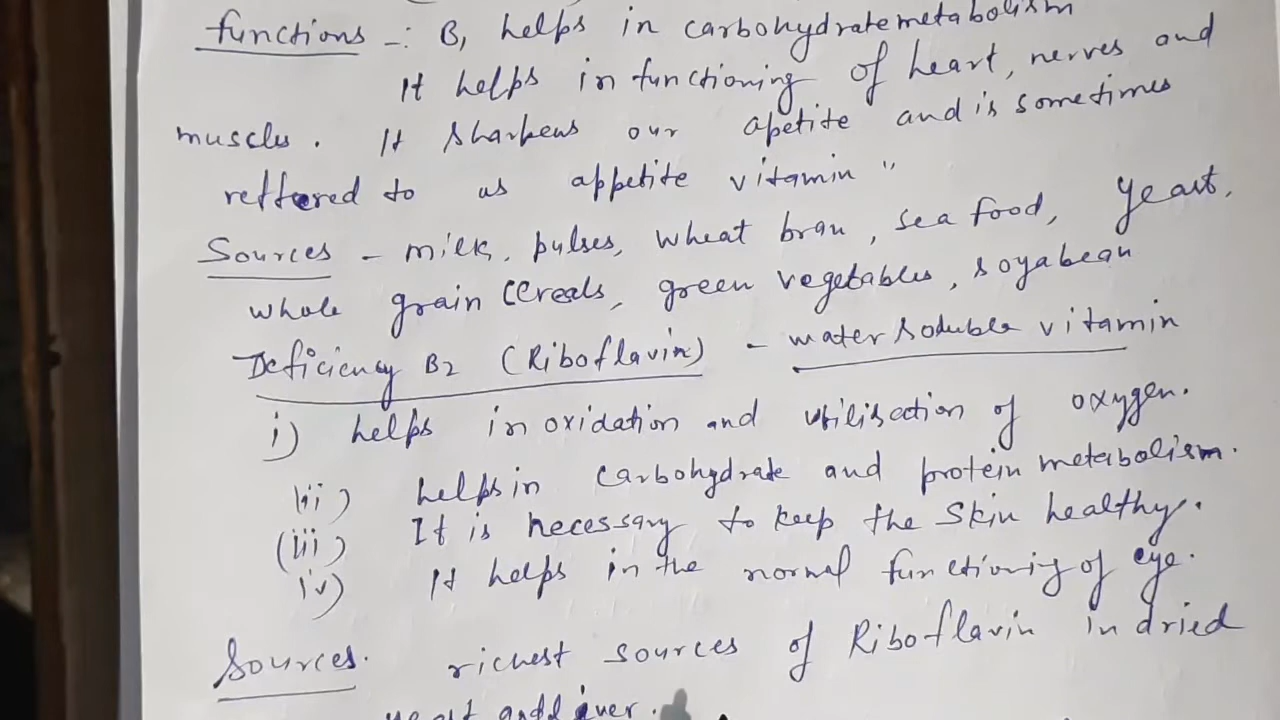 functions -: B, helps in carbohydrate metabolism
It helps in functioning of heart, nerves and
muscles. It sharpens our apetite and is sometimes
reffered to as appetite vitamin "
Sources - milk, pulses, wheat bran, sea food, yeast,
whole grain cereals, green vegetables, soyabean
Deficiency B2 (Riboflavin) - water soluble vitamin
i) helps in oxidation and utilisation of oxygen.
(ii) helps in carbohydrate and protein metabolism.
(iii) It is necessary to keep the skin healthy.
iv) It helps in the normal functioning of eye.
Sources. richest sources of Riboflavin in dried
yeast and liver.